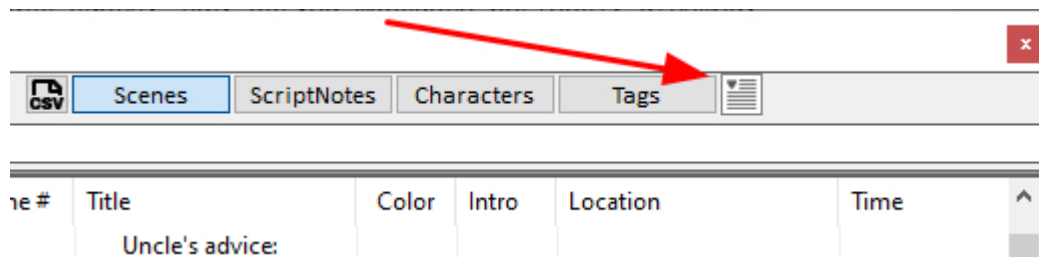 x
CSV Scenes ScriptNotes Characters Tags
ne # Title Color Intro Location Time
Uncle's advice: